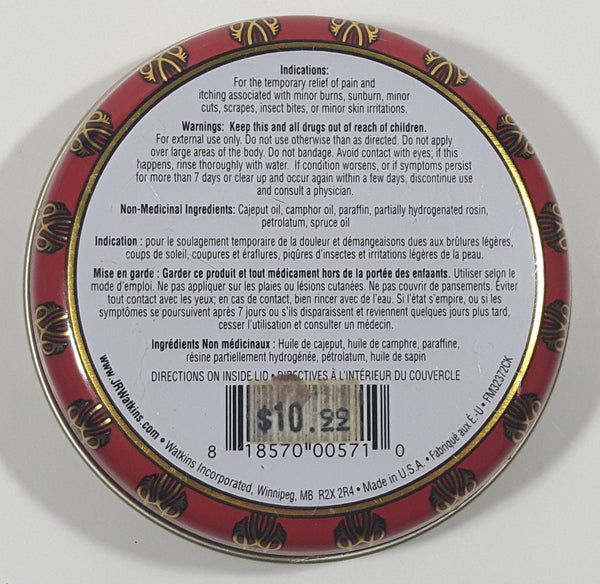 Indications:
For the temporary relief of pain and
itching associated with minor burns, sunburn, minor
cuts, scrapes, insect bites, or minor skin irritations.
Warnings: Keep this and all drugs out of reach of children.
For external use only. Do not use otherwise than as directed. Do not apply
over large areas of the body. Do not bandage. Avoid contact with eyes; if this
happens, rinse thoroughly with water. If condition worsens, or if symptoms persist
for more than 7 days or clear up and occur again within a few days, discontinue use
and consult a physician.
Non-Medicinal Ingredients: Cajeput oil, camphor oil, paraffin, partially hydrogenated rosin,
petrolatum, spruce oil
Indication : pour le soulagement temporaire de la douleur et démangeaisons dues aux brûlures légères,
coups de soleil, coupures et éraflures, piqûres d'insectes et irritations légères de la peau.
Mise en garde : Garder ce produit et tout médicament hors de la portée des enfants. Utiliser selon le
mode d'emploi. Ne pas appliquer sur les plaies ou lésions cutanées. Ne pas couvrir de pansements. Éviter
tout contact avec les yeux; en cas de contact, bien rincer avec de l'eau. Si l'état s'empire, ou si les
symptômes se poursuivent après 7 jours ou s'ils disparaissent et reviennent quelques jours plus tard,
cesser l'utilisation et consulter un médecin.
Ingrédients Non médicinaux : Huile de cajeput, huile de camphre, paraffine,
résine partiellement hydrogénée, pétrolatum, huile de sapin
DIRECTIONS ON INSIDE LID • DIRECTIVES À L'INTÉRIEUR DU COUVERCLE
$10.99
8 18570 00571 0
www.JRWatkins.com • Watkins Incorporated, Winnipeg, MB R2X 2R4 • Made in U.S.A. • Fabriqué aux É.-U • FM32372CK